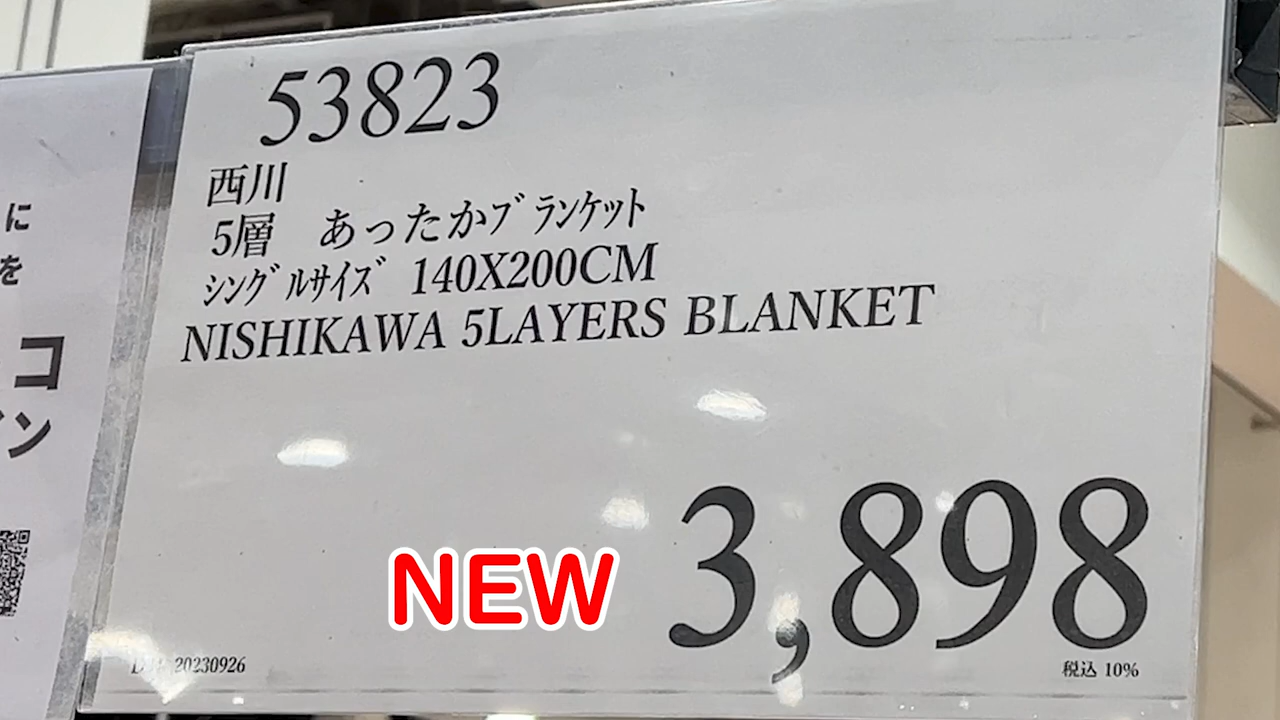 53823
西川
5層　あったかブランケット
シングルサイズ 140X200CM
NISHIKAWA 5LAYERS BLANKET
NEW
3,898
20230926
税込 10%
に
を
コ
ン